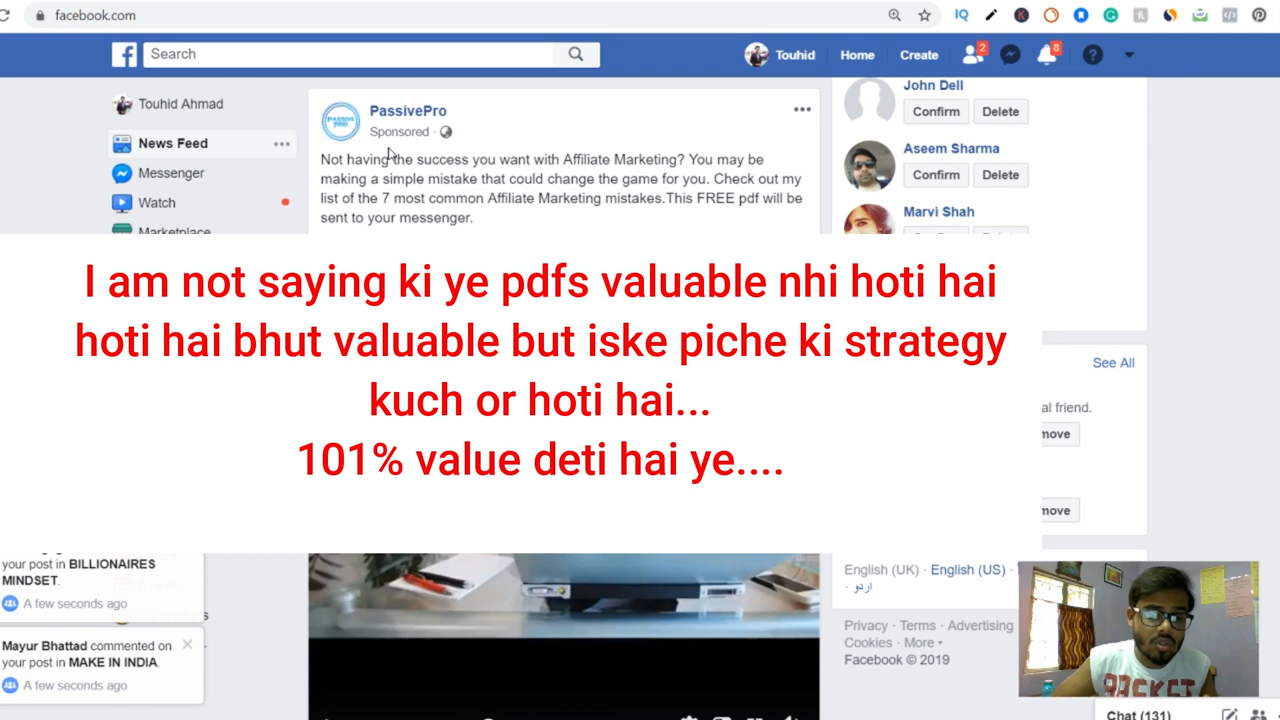 facebook.com
IQ
K
Search
Touhid
Home
Create
2
8
Touhid Ahmad
News Feed
Messenger
Watch
Marketplace
PassivePro
Sponsored ·
Not having the success you want with Affiliate Marketing? You may be
making a simple mistake that could change the game for you. Check out my
list of the 7 most common Affiliate Marketing mistakes.This FREE pdf will be
sent to your messenger.
John Dell
Confirm Delete
Aseem Sharma
Confirm Delete
Marvi Shah
I am not saying ki ye pdfs valuable nhi hoti hai
hoti hai bhut valuable but iske piche ki strategy
kuch or hoti hai...
101% value deti hai ye....
See All
al friend.
move
move
your post in BILLIONAIRES
MINDSET.
A few seconds ago
Mayur Bhattad commented on
your post in MAKE IN INDIA.
A few seconds ago
English (UK) · English (US) ·
· اردو
Privacy · Terms · Advertising
Cookies · More
Facebook © 2019
Chat (131)